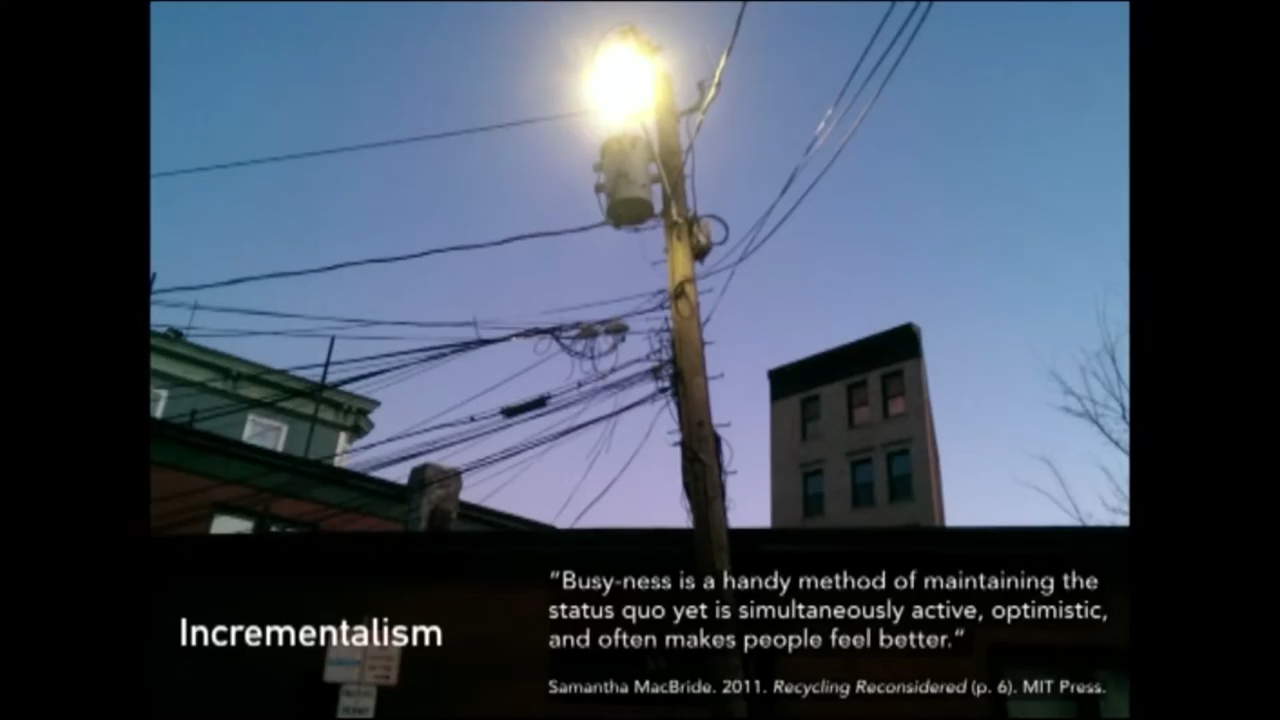 Incrementalism
“Busy-ness is a handy method of maintaining the
status quo yet is simultaneously active, optimistic,
and often makes people feel better.”
Samantha MacBride. 2011. Recycling Reconsidered (p. 6). MIT Press.